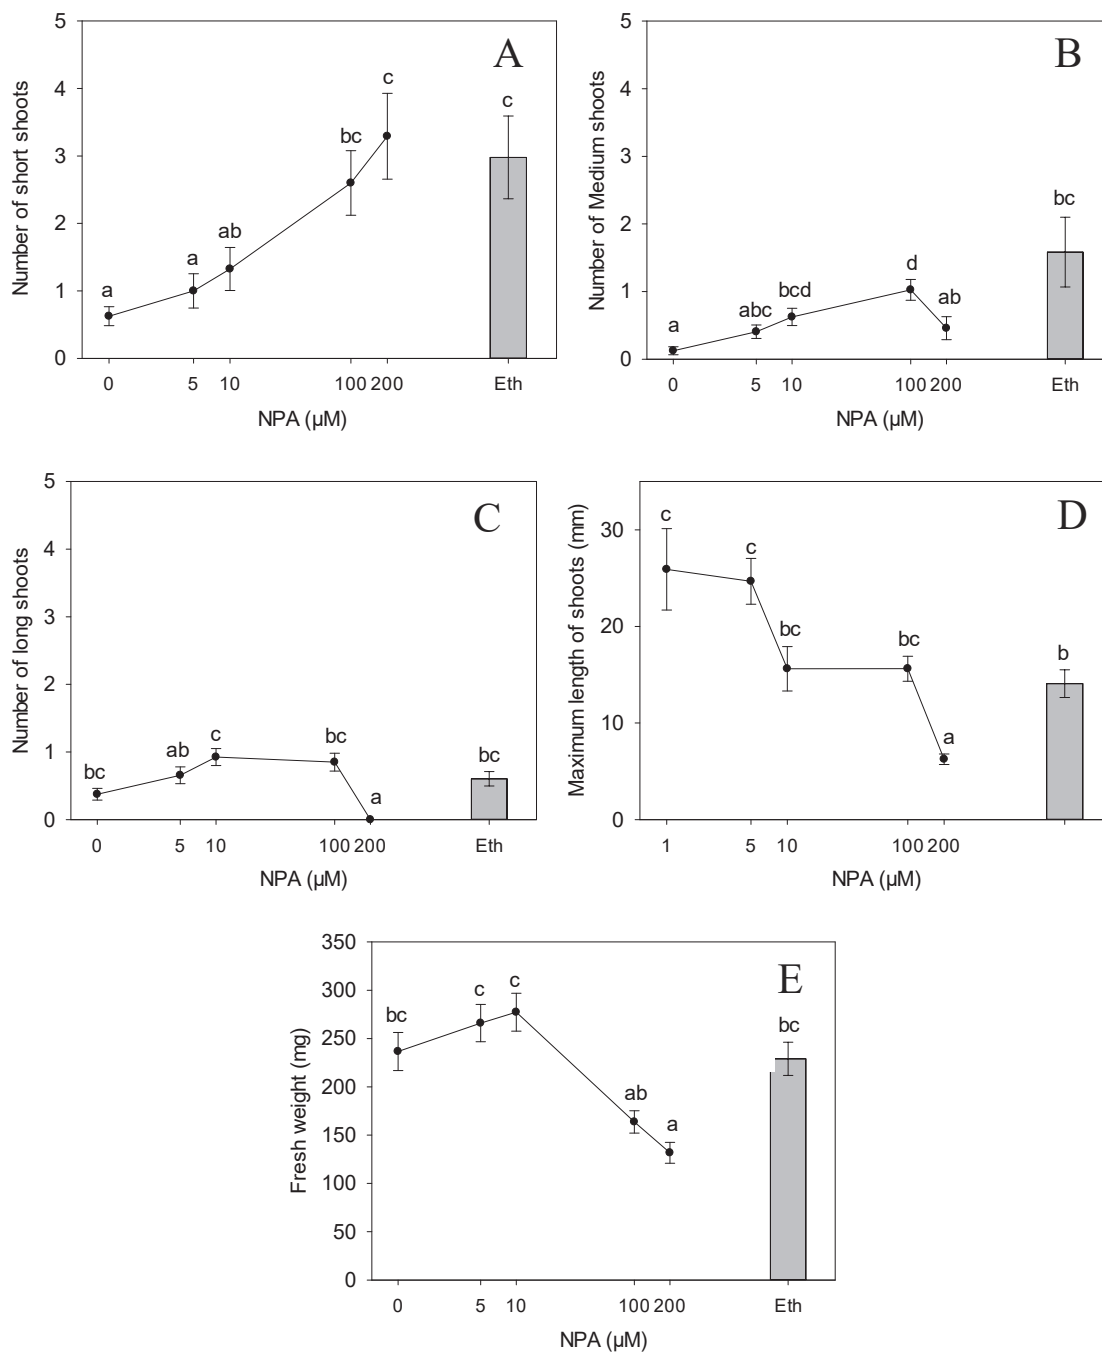 A
Number of short shoots
5
4
3
2
1
0
a
a
ab
bc
c
c
0 5 10 100 200 Eth
NPA (µM)
B
Number of Medium shoots
5
4
3
2
1
0
a
abc
bcd
d
ab
bc
0 5 10 100 200 Eth
NPA (µM)
C
Number of long shoots
5
4
3
2
1
0
bc
ab
c
bc
a
bc
0 5 10 100 200 Eth
NPA (µM)
D
Maximum length of shoots (mm)
30
20
10
0
c
c
bc
bc
a
b
1 5 10 100 200
NPA (µM)
E
Fresh weight (mg)
350
300
250
200
150
100
50
0
bc
c
c
ab
a
bc
0 5 10 100 200 Eth
NPA (µM)